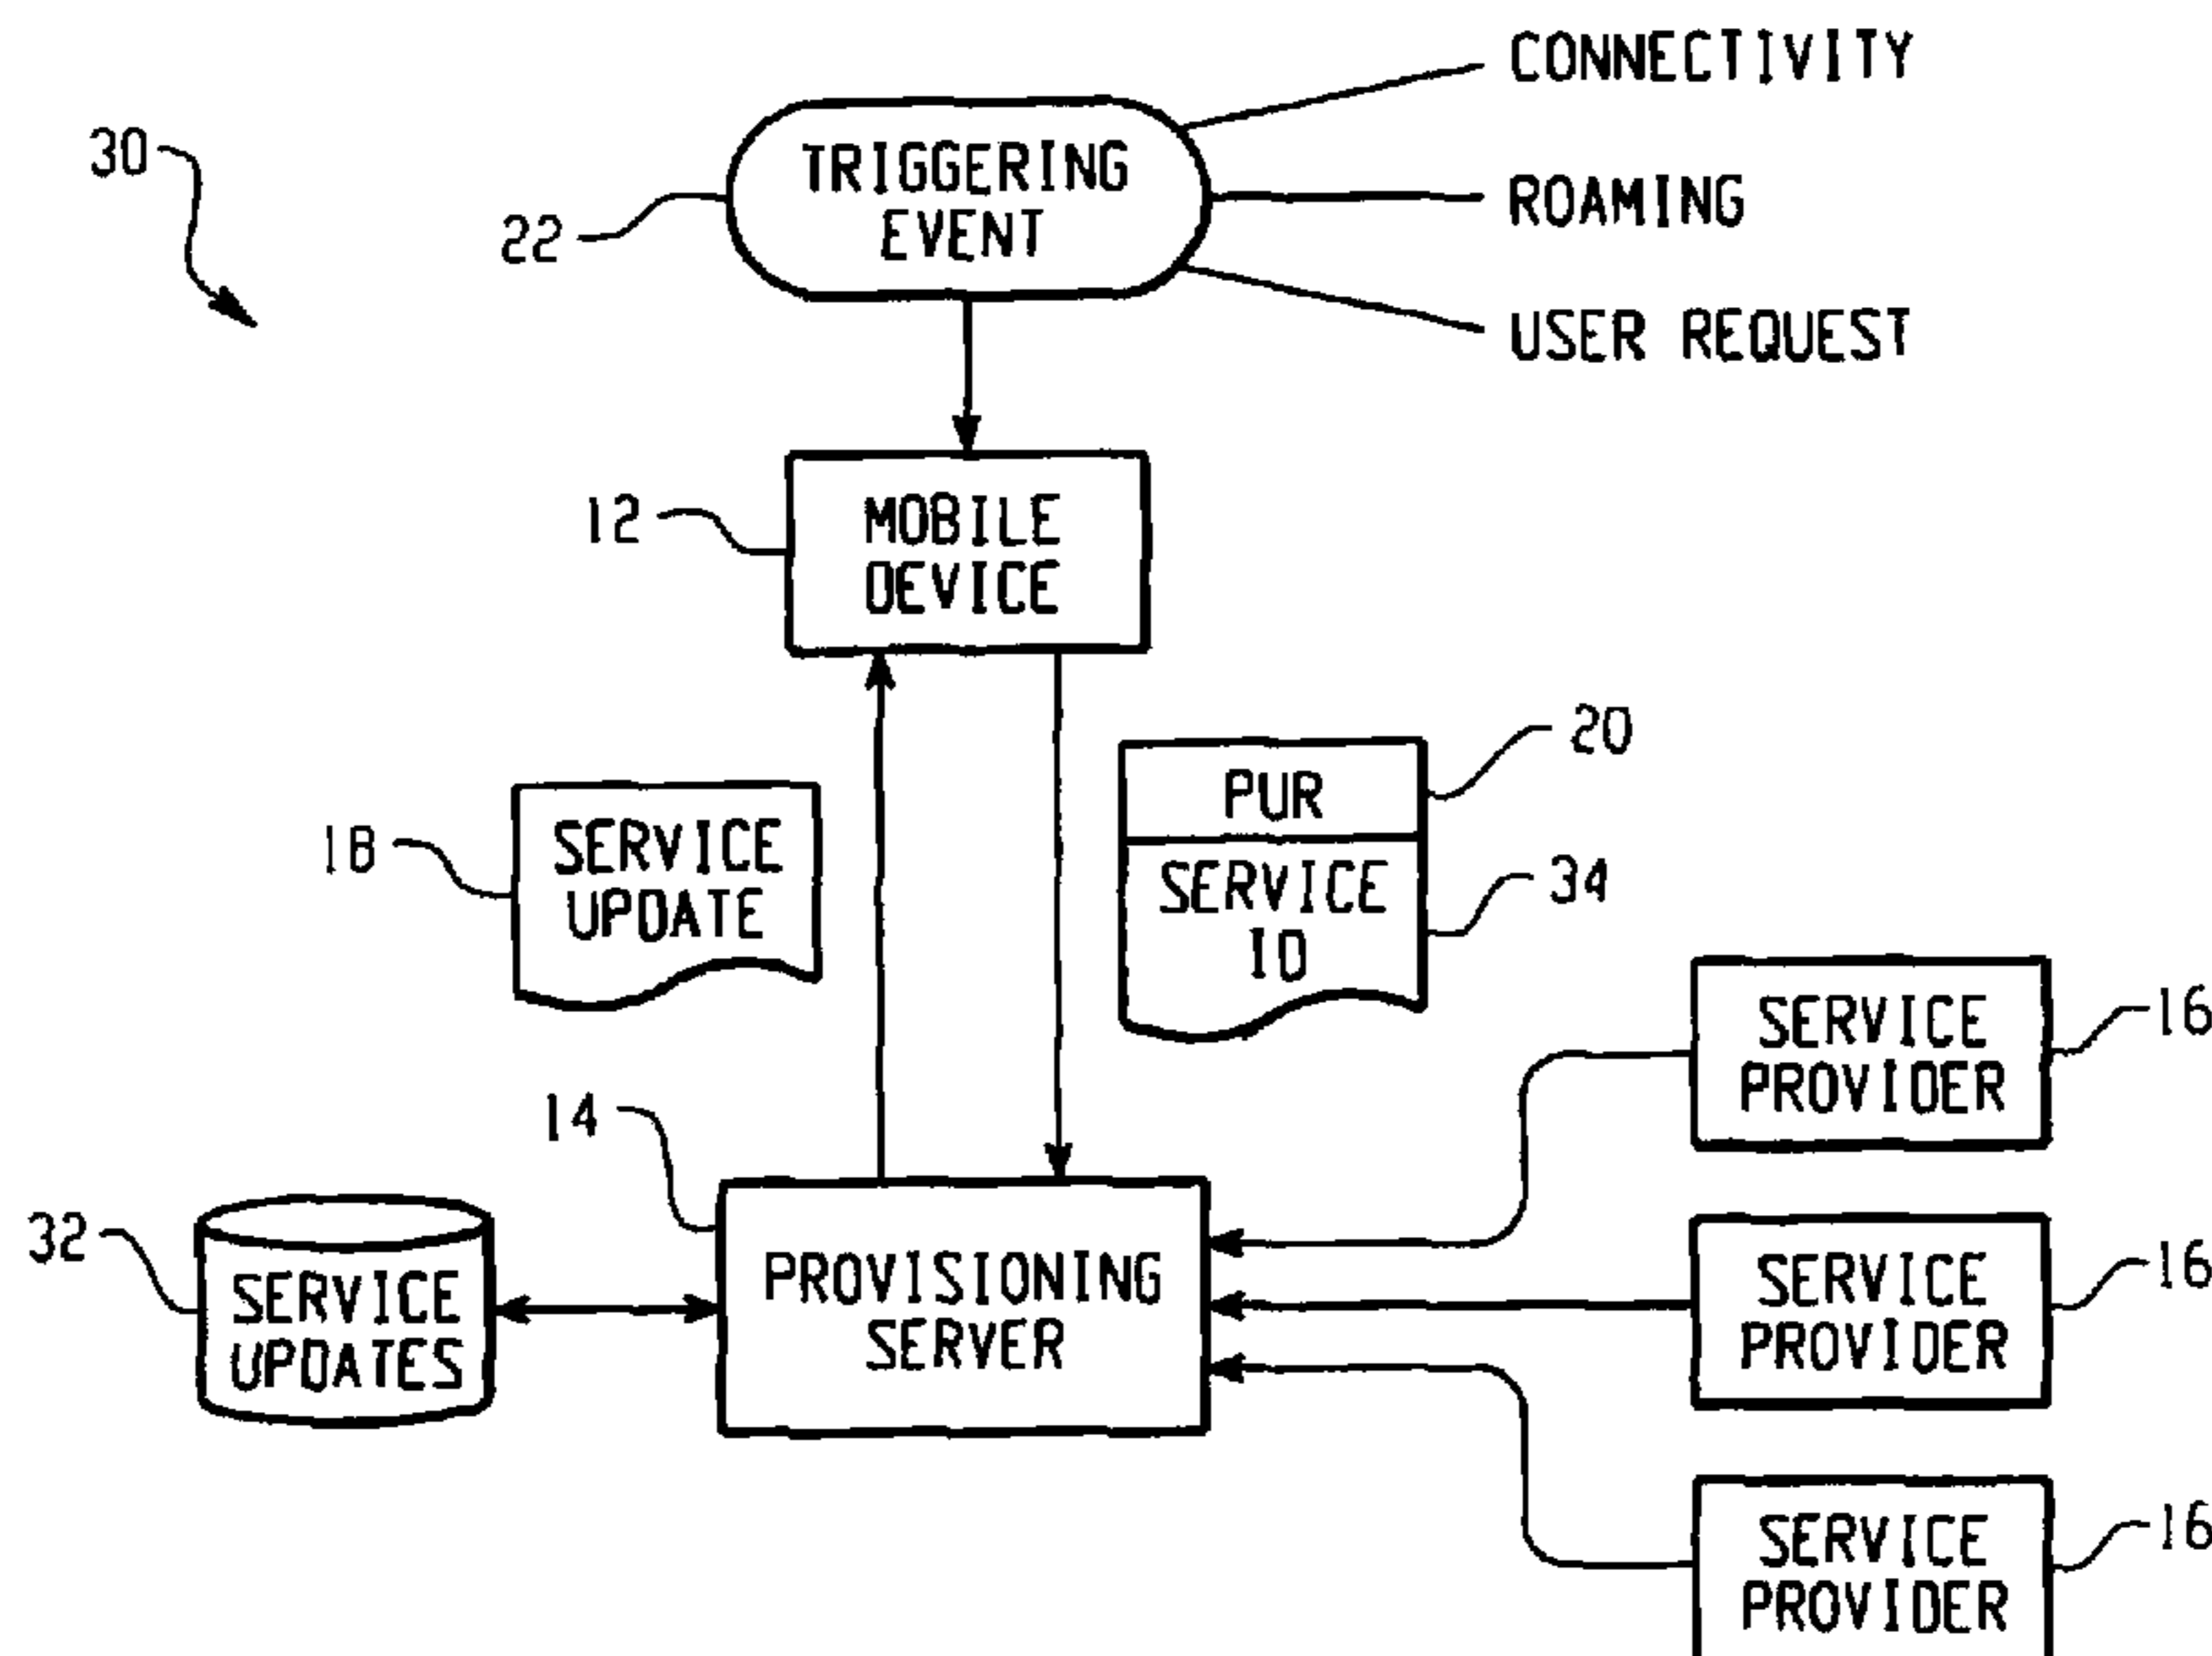 CONNECTIVITY
30
TRIGGERING
EVENT
22
ROAMING
USER REQUEST
12
MOBILE
DEVICE
20
PUR
18
SERVICE
UPDATE
SERVICE
ID
34
SERVICE
PROVIDER
16
14
32
SERVICE
UPDATES
PROVISIONING
SERVER
SERVICE
PROVIDER
16
SERVICE
PROVIDER
16